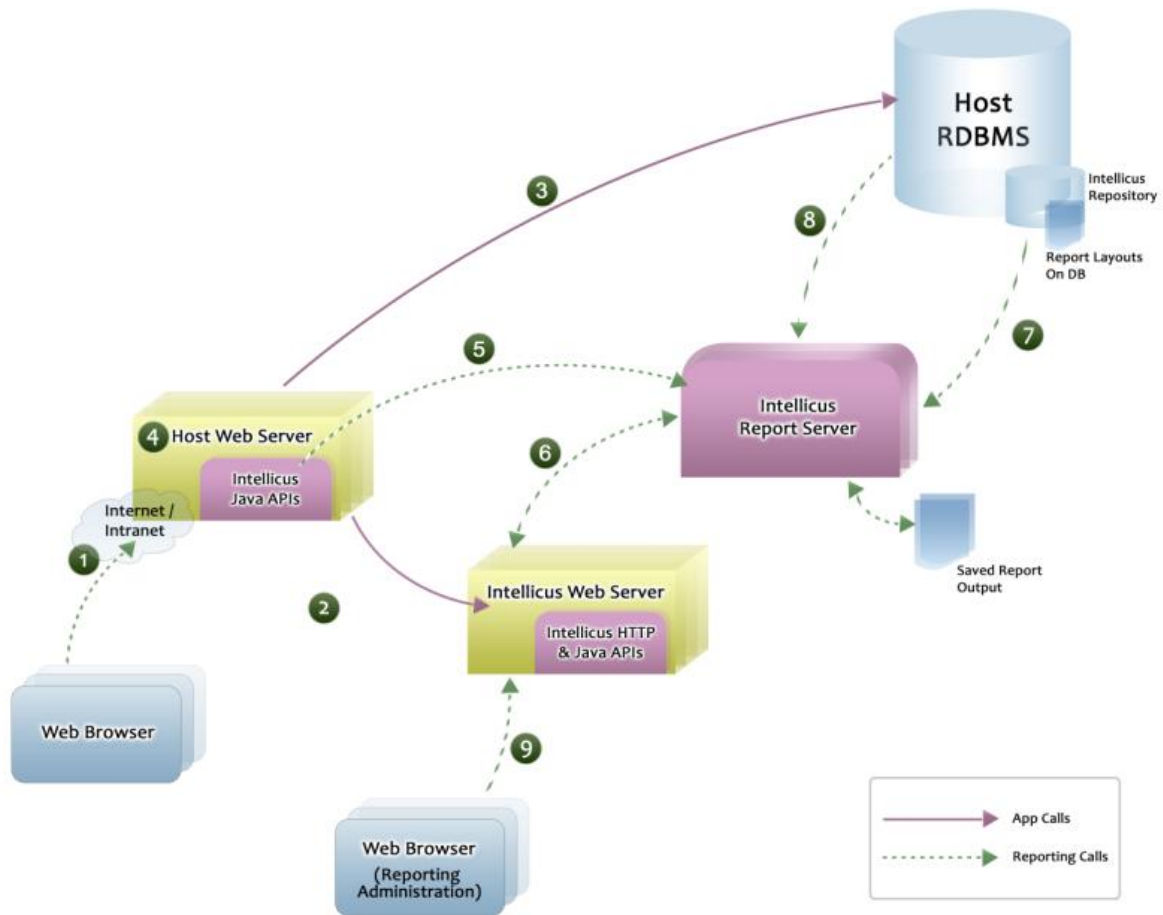 Host
RDBMS
Intellicus
Repository
Report Layouts
On DB
3
8
7
5
Intellicus
Report Server
4
Host Web Server
Intellicus
Java APIs
6
Internet /
Intranet
1
Saved Report
Output
2
Intellicus Web Server
Intellicus HTTP
& Java APIs
Web Browser
9
Web Browser
(Reporting
Administration)
App Calls
Reporting Calls